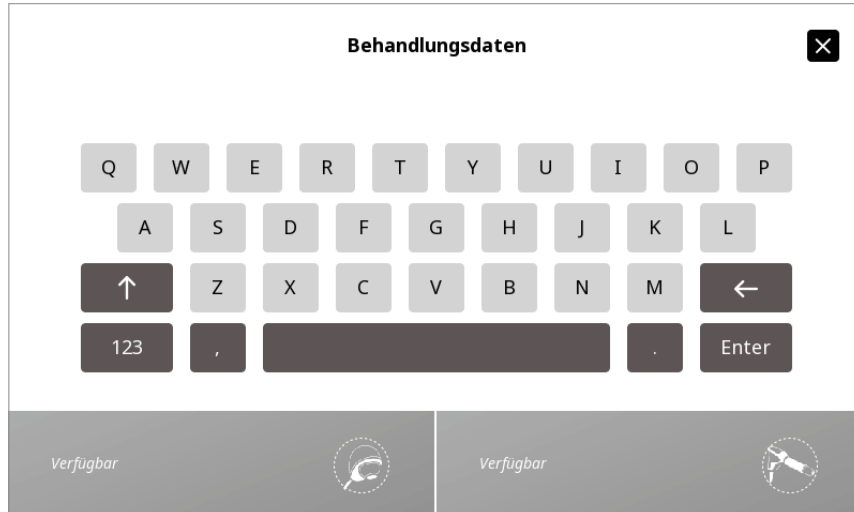 Behandlungsdaten
Q W E R T Y U I O P
A S D F G H J K L
Z X C V B N M
123 , . Enter
Verfügbar Verfügbar